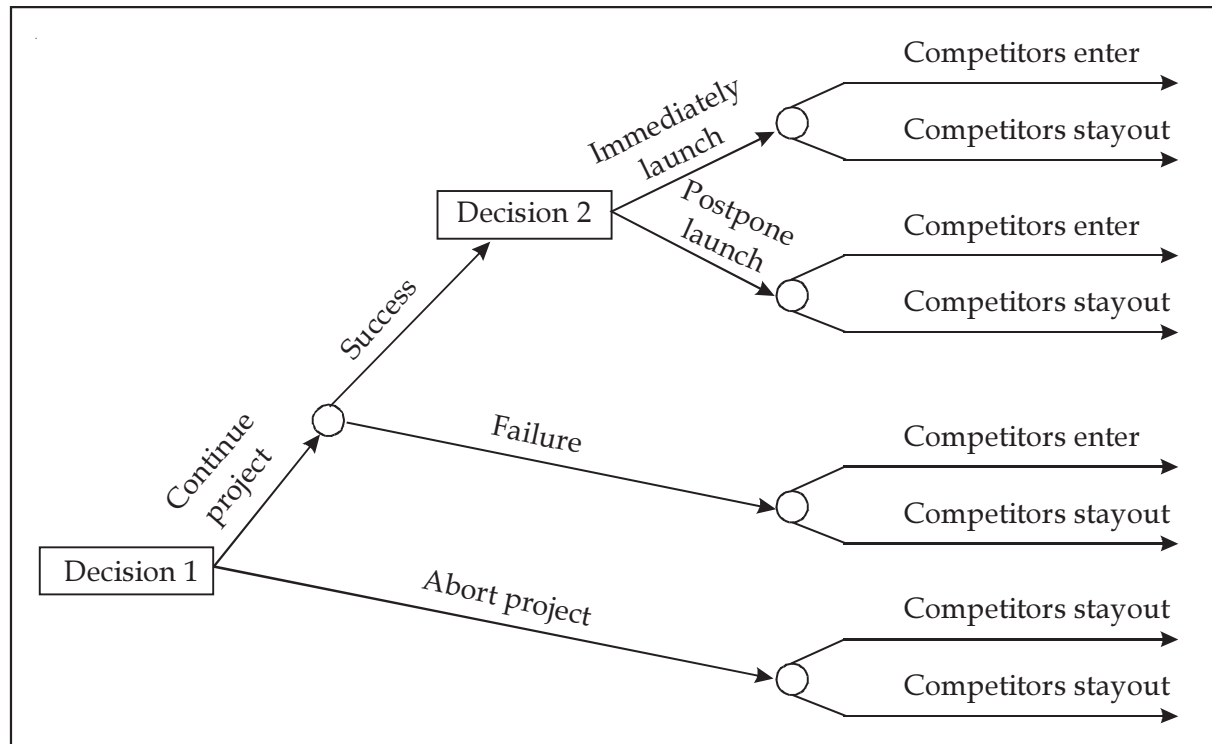 Competitors enter
Immediately
launch
Competitors stayout
Decision 2
Postpone
launch
Competitors enter
Competitors stayout
Success
Continue
project
Failure
Competitors enter
Competitors stayout
Decision 1
Abort project
Competitors stayout
Competitors stayout